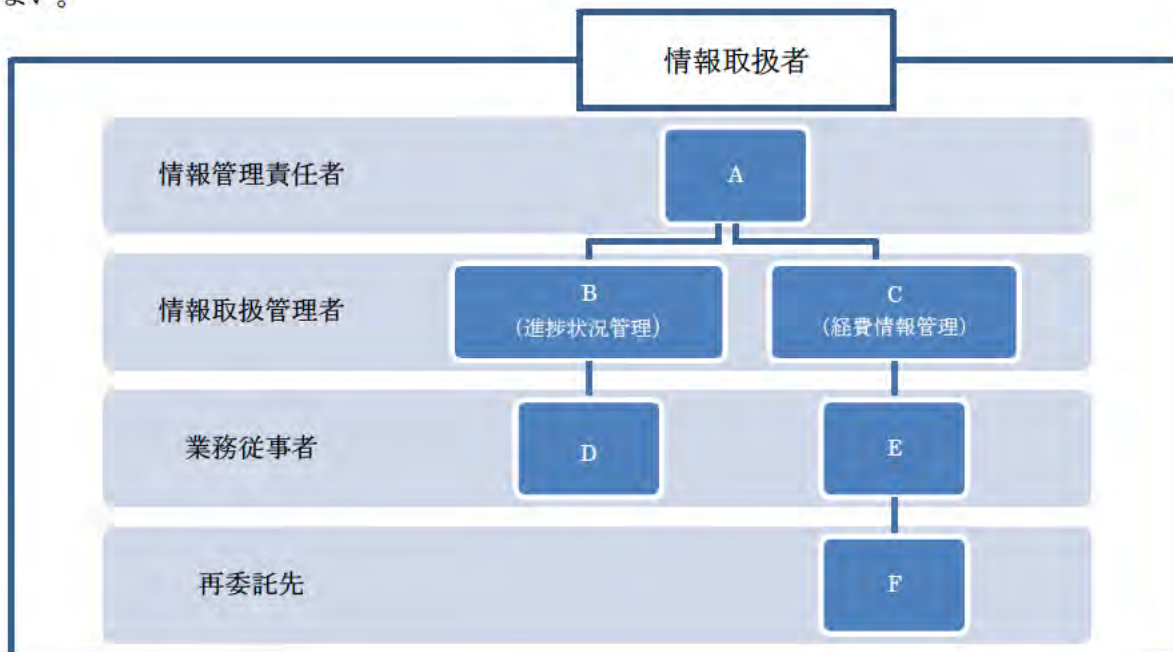 ない。
情報取扱者
情報管理責任者
A
情報取扱管理者
B
(進捗状況管理)
C
(経費情報管理)
業務従事者
D
E
再委託先
F